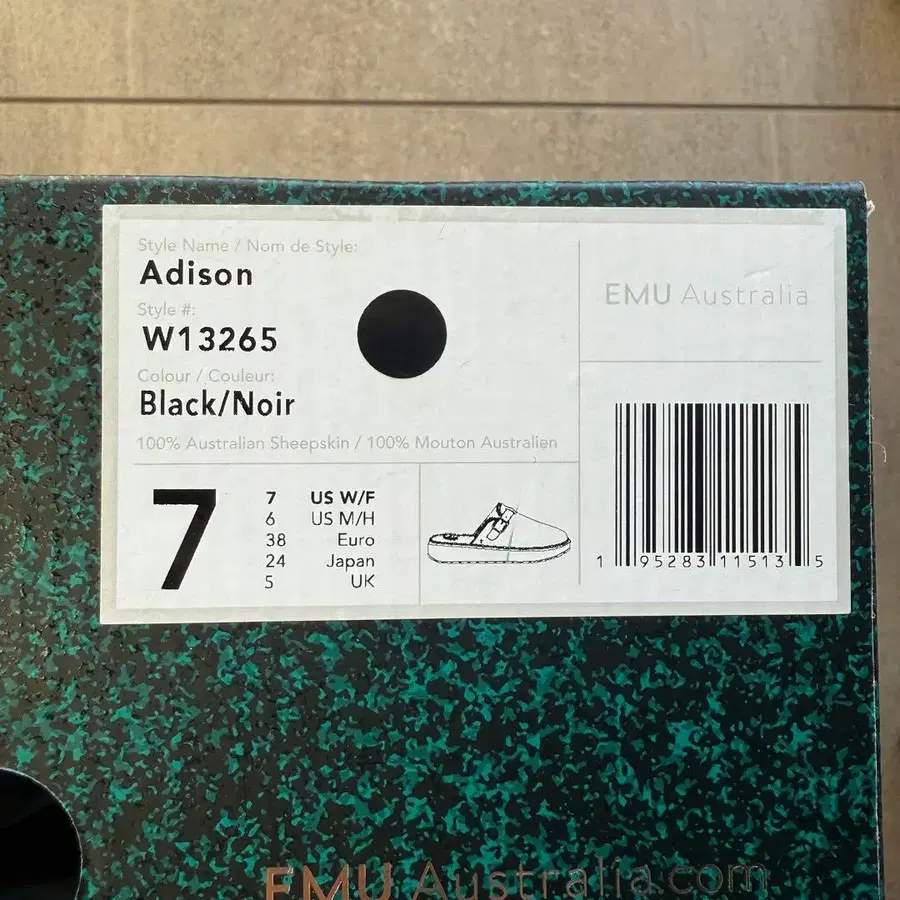 Style Name / Nom de Style:
Adison
Style #:
W13265
Colour / Couleur:
Black/Noir
100% Australian Sheepskin / 100% Mouton Australien
7
7 US W/F
6 US M/H
38 Euro
24 Japan
5 UK
EMU Australia
1 95283 11513 5
EMU Australia.com